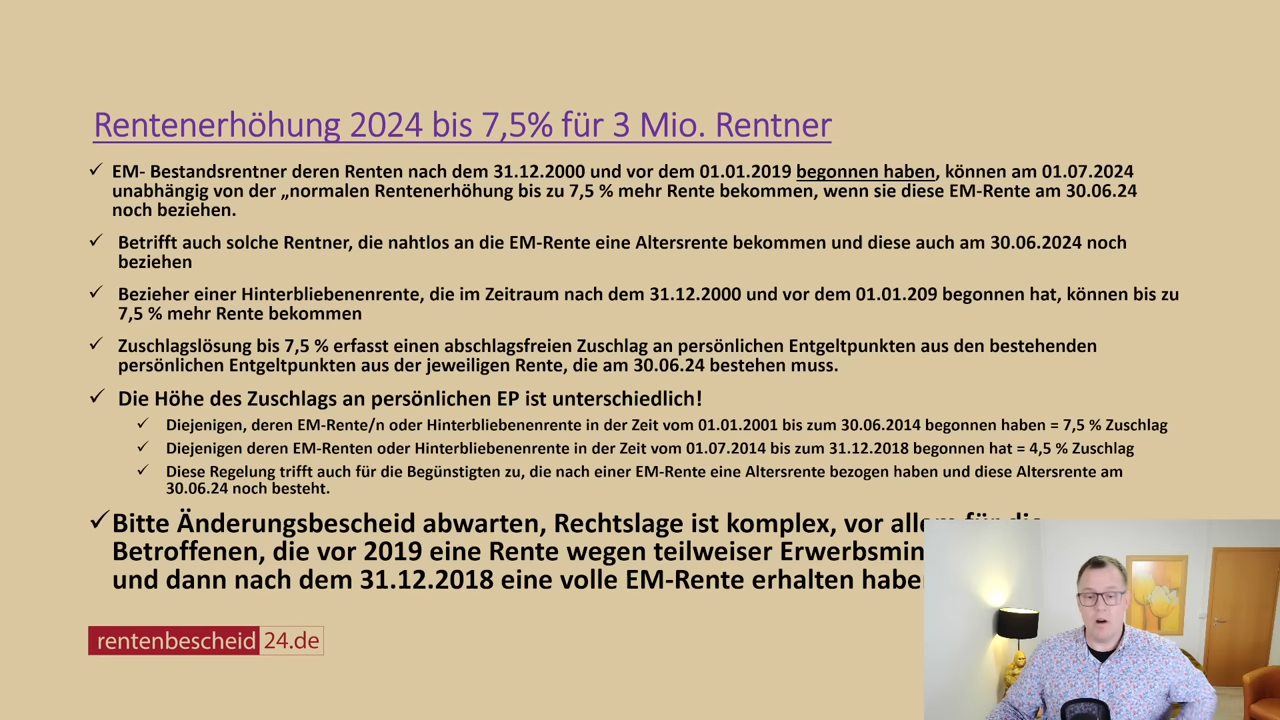 Rentenerhöhung 2024 bis 7,5% für 3 Mio. Rentner
✓ EM- Bestandsrentner deren Renten nach dem 31.12.2000 und vor dem 01.01.2019 begonnen haben, können am 01.07.2024
unabhängig von der „normalen Rentenerhöhung bis zu 7,5 % mehr Rente bekommen, wenn sie diese EM-Rente am 30.06.24
noch beziehen.
✓ Betrifft auch solche Rentner, die nahtlos an die EM-Rente eine Altersrente bekommen und diese auch am 30.06.2024 noch
beziehen
✓ Bezieher einer Hinterbliebenenrente, die im Zeitraum nach dem 31.12.2000 und vor dem 01.01.209 begonnen hat, können bis zu
7,5 % mehr Rente bekommen
✓ Zuschlagslösung bis 7,5 % erfasst einen abschlagsfreien Zuschlag an persönlichen Entgeltpunkten aus den bestehenden
persönlichen Entgeltpunkten aus der jeweiligen Rente, die am 30.06.24 bestehen muss.
✓ Die Höhe des Zuschlags an persönlichen EP ist unterschiedlich!
✓ Diejenigen, deren EM-Rente/n oder Hinterbliebenenrente in der Zeit vom 01.01.2001 bis zum 30.06.2014 begonnen haben = 7,5 % Zuschlag
✓ Diejenigen deren EM-Renten oder Hinterbliebenenrente in der Zeit vom 01.07.2014 bis zum 31.12.2018 begonnen hat = 4,5 % Zuschlag
✓ Diese Regelung trifft auch für die Begünstigten zu, die nach einer EM-Rente eine Altersrente bezogen haben und diese Altersrente am
30.06.24 noch besteht.
✓ Bitte Änderungsbescheid abwarten, Rechtslage ist komplex, vor allem für die
Betroffenen, die vor 2019 eine Rente wegen teilweiser
und dann nach dem 31.12.2018 eine volle EM-Rente erhalten
rentenbescheid 24.de